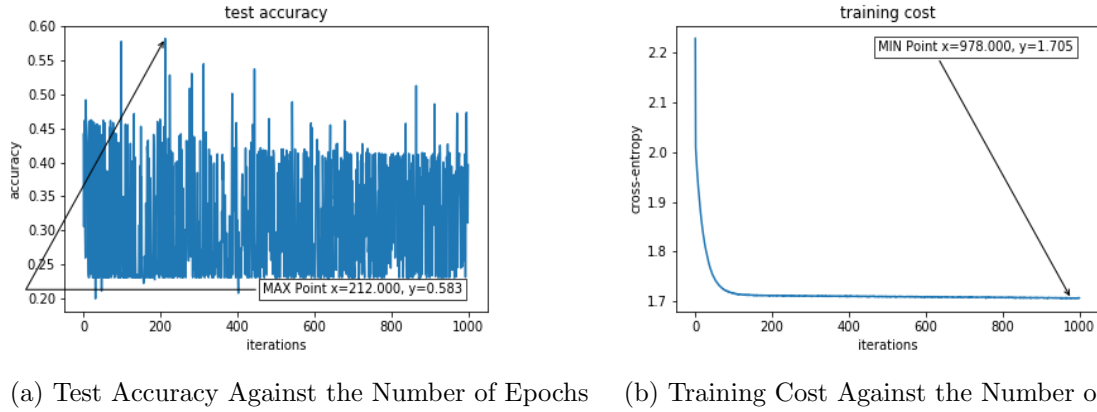 test accuracy
0.60
0.55
0.50
0.45
0.40
0.35
0.30
0.25
0.20
accuracy
MAX Point x=212.000, y=0.583
0 200 400 600 800 1000
iterations
(a) Test Accuracy Against the Number of Epochs
training cost
2.2
2.1
2.0
1.9
1.8
1.7
cross-entropy
MIN Point x=978.000, y=1.705
0 200 400 600 800 1000
iterations
(b) Training Cost Against the Number o